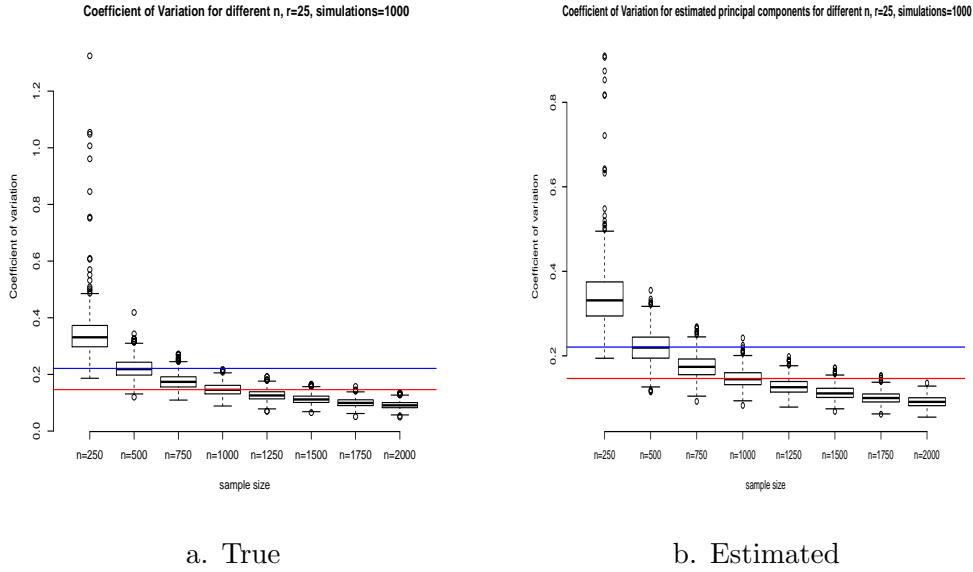 Coefficient of Variation for different n, r=25, simulations=1000
Coefficient of variation
1.2
1.0
0.8
0.6
0.4
0.2
0.0
n=250 n=500 n=750 n=1000 n=1250 n=1500 n=1750 n=2000
sample size
a. True
Coefficient of Variation for estimated principal components for different n, r=25, simulations=1000
Coefficient of variation
0.8
0.6
0.4
0.2
n=250 n=500 n=750 n=1000 n=1250 n=1500 n=1750 n=2000
sample size
b. Estimated